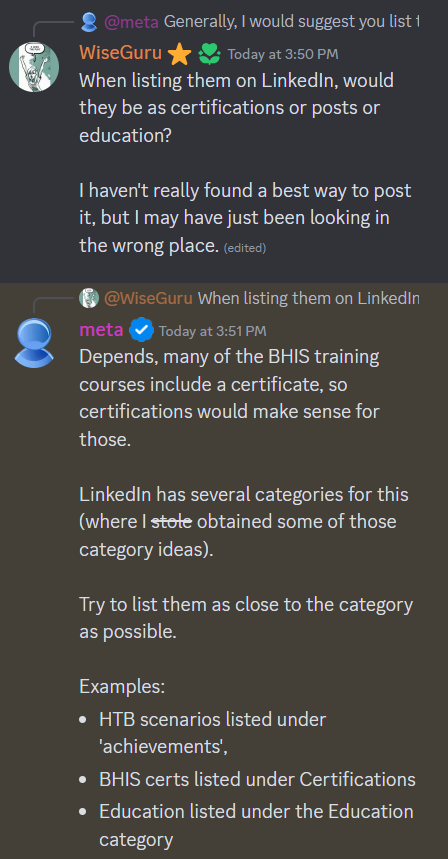 @meta Generally, I would suggest you list
WiseGuru Today at 3:50 PM
When listing them on LinkedIn, would
they be as certifications or posts or
education?
I haven't really found a best way to post
it, but I may have just been looking in
the wrong place. (edited)
@WiseGuru When listing them on LinkedIn
meta Today at 3:51 PM
Depends, many of the BHIS training
courses include a certificate, so
certifications would make sense for
those.
LinkedIn has several categories for this
(where I stole obtained some of those
category ideas).
Try to list them as close to the category
as possible.
Examples:
• HTB scenarios listed under
'achievements',
• BHIS certs listed under Certifications
• Education listed under the Education
category